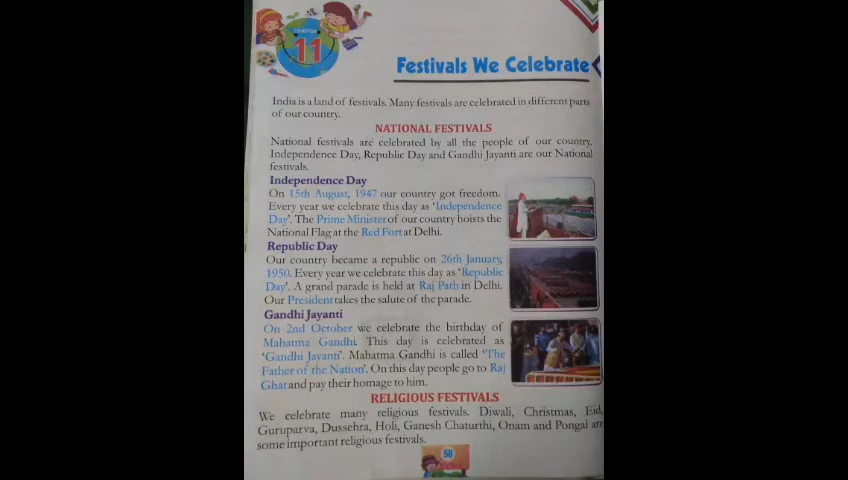 CHAPTER
11
Festivals We Celebrate
India is a land of festivals. Many festivals are celebrated in different parts
of our country.
NATIONAL FESTIVALS
National festivals are celebrated by all the people of our country.
Independence Day, Republic Day and Gandhi Jayanti are our National
festivals.
Independence Day
On 15th August, 1947 our country got freedom.
Every year we celebrate this day as 'Independence
Day'. The Prime Minister of our country hoists the
National Flag at the Red Fort at Delhi.
Republic Day
Our country became a republic on 26th January,
1950. Every year we celebrate this day as 'Republic
Day'. A grand parade is held at Raj Path in Delhi.
Our President takes the salute of the parade.
Gandhi Jayanti
On 2nd October we celebrate the birthday of
Mahatma Gandhi. This day is celebrated as
'Gandhi Jayanti'. Mahatma Gandhi is called 'The
Father of the Nation'. On this day people go to Raj
Ghat and pay their homage to him.
RELIGIOUS FESTIVALS
We celebrate many religious festivals. Diwali, Christmas, Eid,
Guruparva, Dussehra, Holi, Ganesh Chaturthi, Onam and Pongal are
some important religious festivals.
58